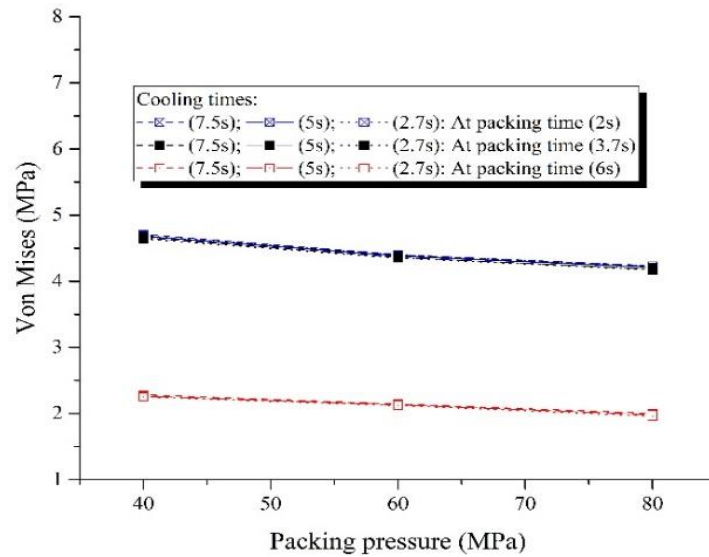 8
7
6
5
4
3
2
1
Von Mises (MPa)
Cooling times:
(7.5s); (5s); (2.7s): At packing time (2s)
(7.5s); (5s); (2.7s): At packing time (3.7s)
(7.5s); (5s); (2.7s): At packing time (6s)
40 50 60 70 80
Packing pressure (MPa)